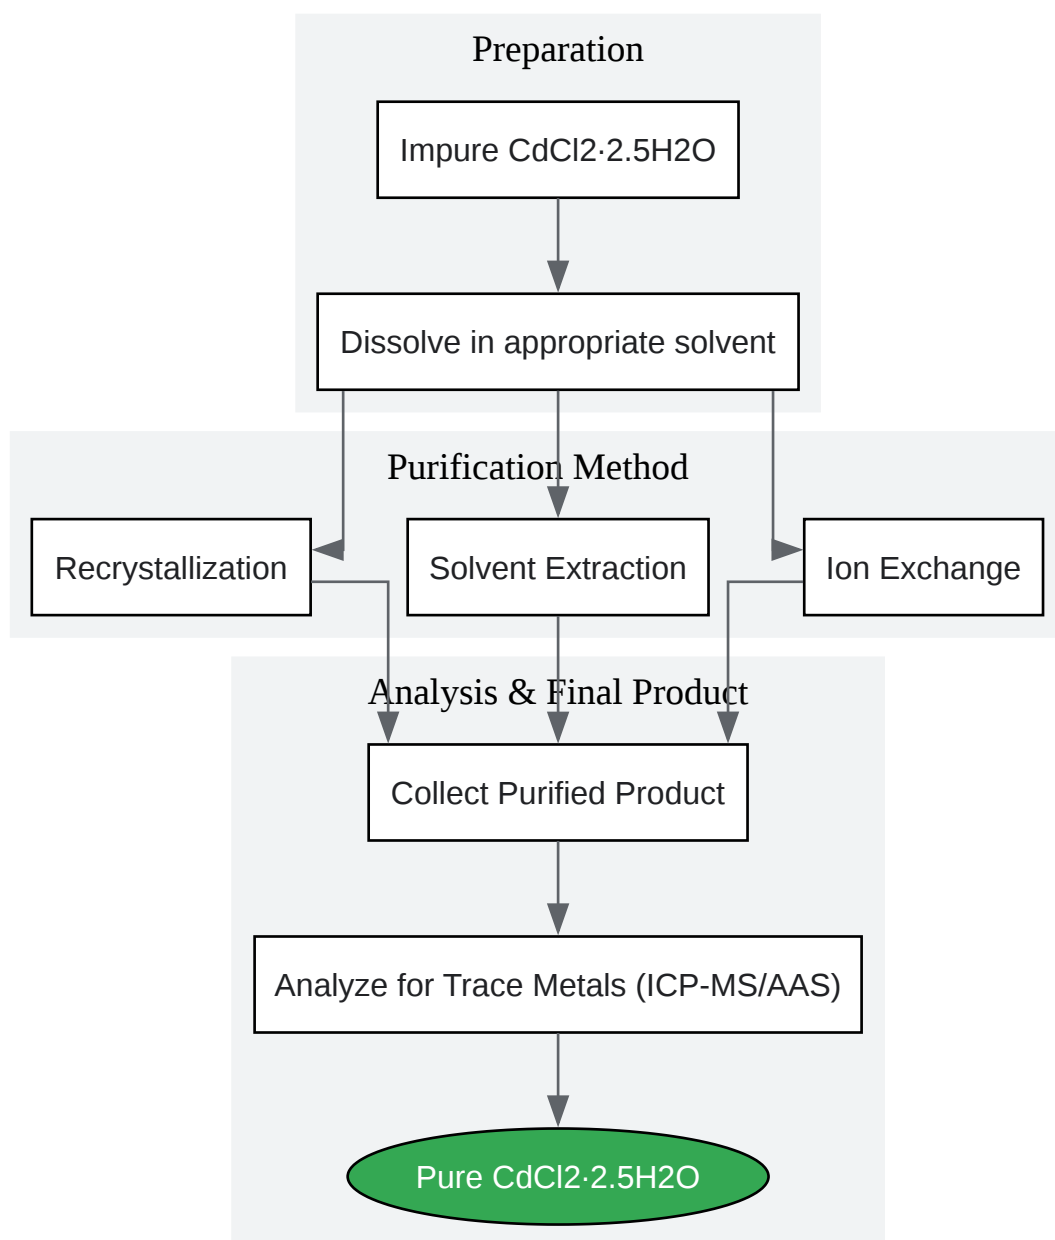 Preparation
Impure CdCl2·2.5H2O
Dissolve in appropriate solvent
Purification Method
Recrystallization
Solvent Extraction
Ion Exchange
Analysis & Final Product
Collect Purified Product
Analyze for Trace Metals (ICP-MS/AAS)
Pure CdCl2·2.5H2O